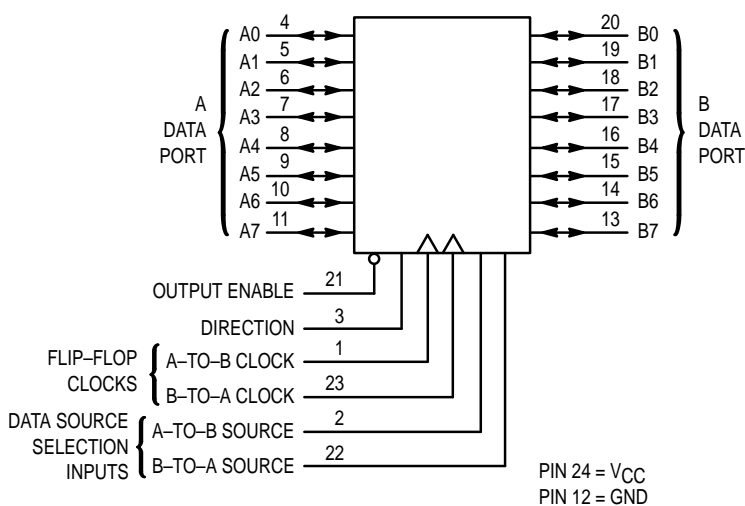 A0 4
A1 5
A2 6
A3 7
A4 8
A5 9
A6 10
A7 11
A
DATA
PORT
20 B0
19 B1
18 B2
17 B3
16 B4
15 B5
14 B6
13 B7
B
DATA
PORT
OUTPUT ENABLE 21
DIRECTION 3
FLIP–FLOP
CLOCKS
A–TO–B CLOCK 1
B–TO–A CLOCK 23
DATA SOURCE
SELECTION
INPUTS
A–TO–B SOURCE 2
B–TO–A SOURCE 22
PIN 24 = VCC
PIN 12 = GND